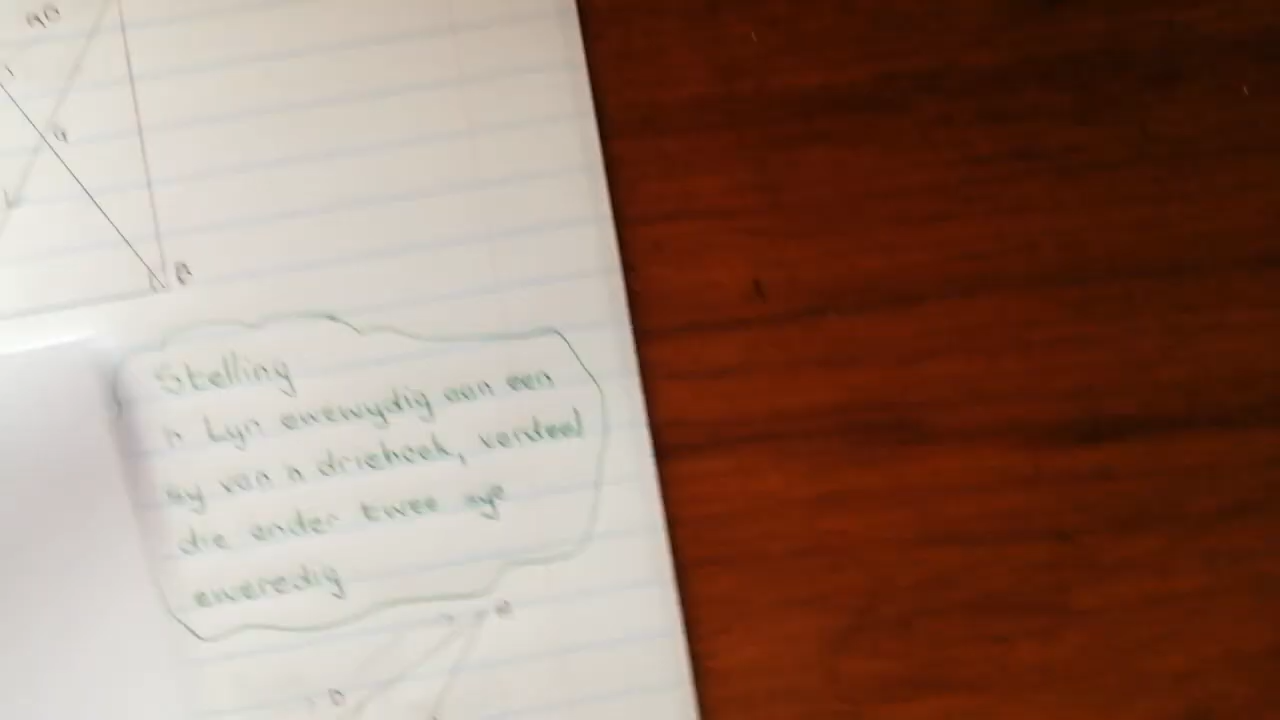 Stelling
'n Lyn ewewydig aan een
sy van 'n driehoek, verdeel
die ander twee sye
eweredig